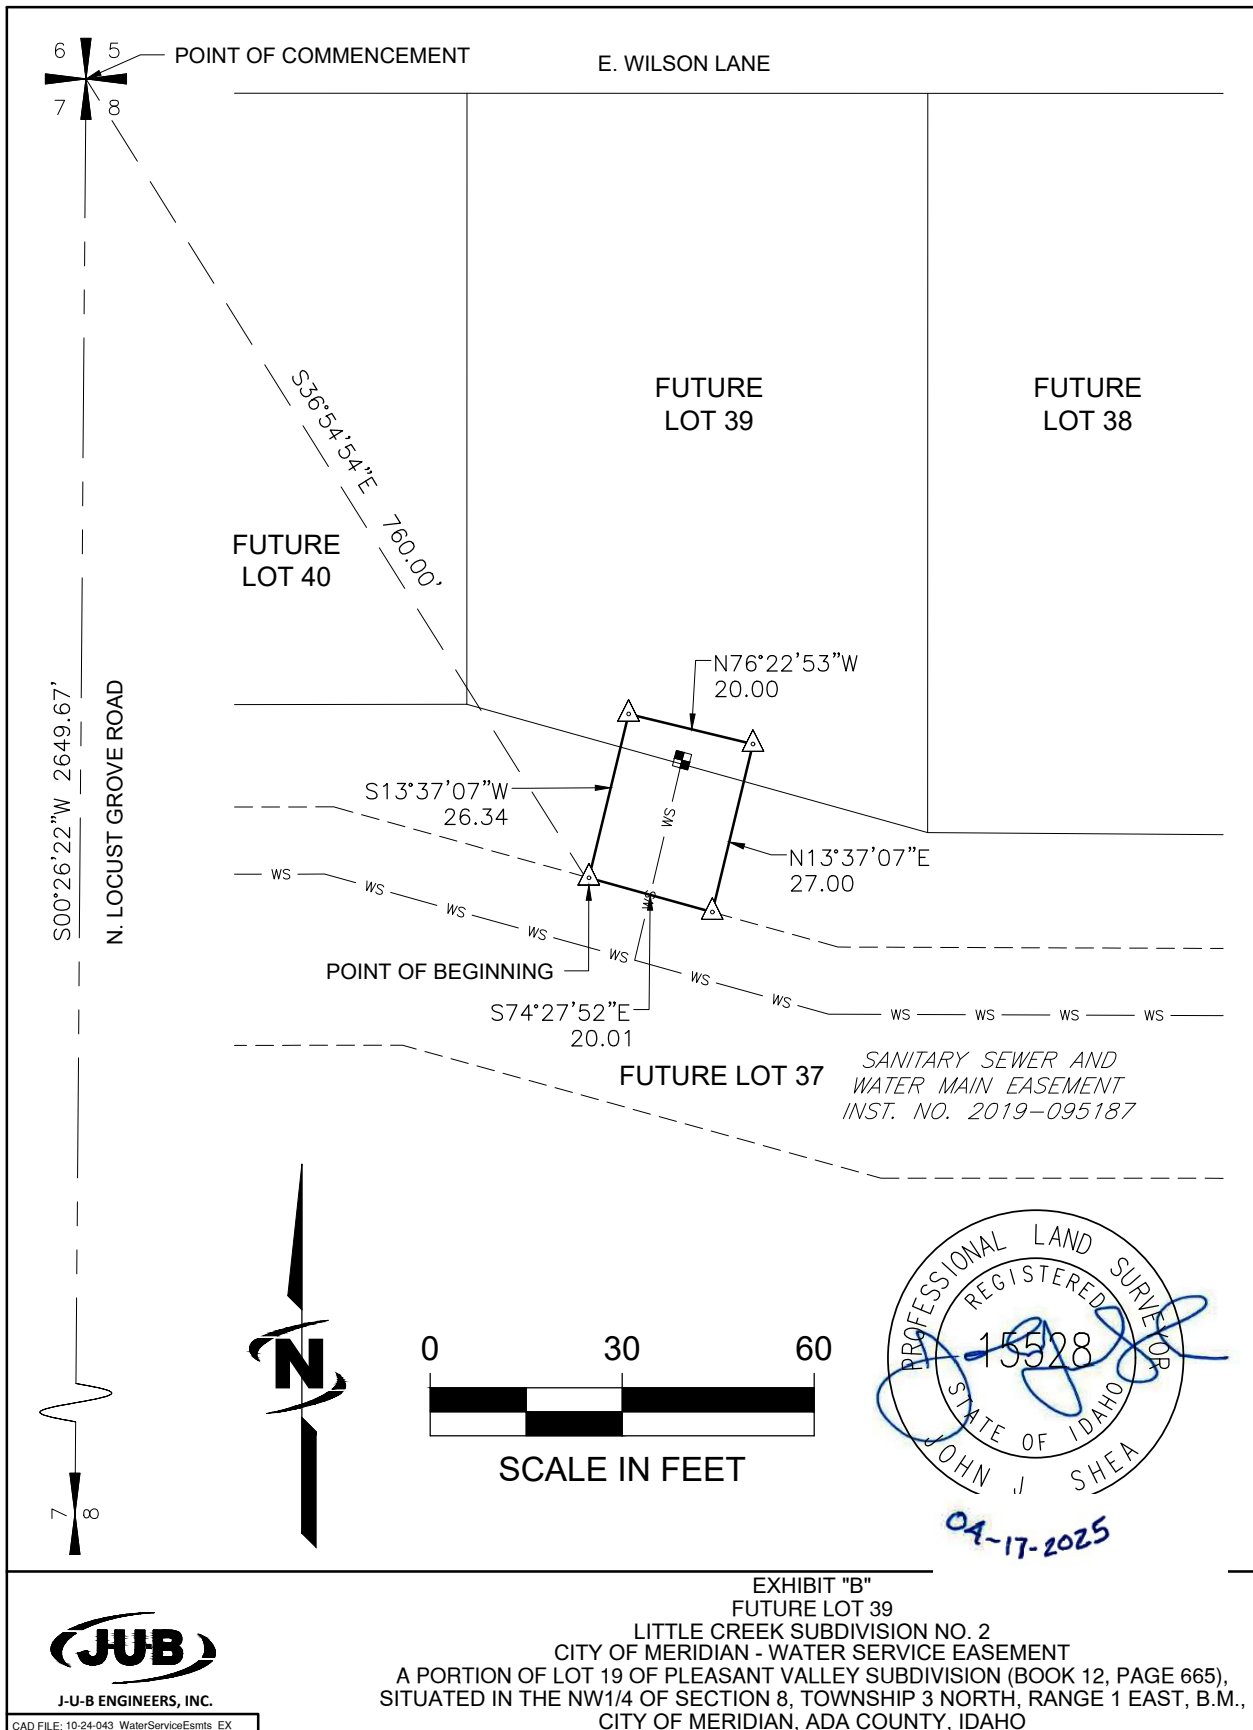 6 5
7 8
POINT OF COMMENCEMENT
E. WILSON LANE
S36°54'54"E 760.00'
FUTURE
LOT 39
FUTURE
LOT 38
FUTURE
LOT 40
S00°26'22"W 2649.67'
N. LOCUST GROVE ROAD
N76°22'53"W
20.00
S13°37'07"W
26.34
N13°37'07"E
27.00
WS
WS
WS WS WS WS WS WS WS WS WS WS WS
POINT OF BEGINNING
S74°27'52"E
20.01
FUTURE LOT 37
SANITARY SEWER AND
WATER MAIN EASEMENT
INST. NO. 2019-095187
N
0 30 60
SCALE IN FEET
PROFESSIONAL LAND SURVEYOR
REGISTERED
15528
STATE OF IDAHO
JOHN J. SHEA
04-17-2025
7 8
JUB
J-U-B ENGINEERS, INC.
CAD FILE: 10-24-043_WaterServiceEsmts_EX
EXHIBIT "B"
FUTURE LOT 39
LITTLE CREEK SUBDIVISION NO. 2
CITY OF MERIDIAN - WATER SERVICE EASEMENT
A PORTION OF LOT 19 OF PLEASANT VALLEY SUBDIVISION (BOOK 12, PAGE 665),
SITUATED IN THE NW1/4 OF SECTION 8, TOWNSHIP 3 NORTH, RANGE 1 EAST, B.M.,
CITY OF MERIDIAN, ADA COUNTY, IDAHO